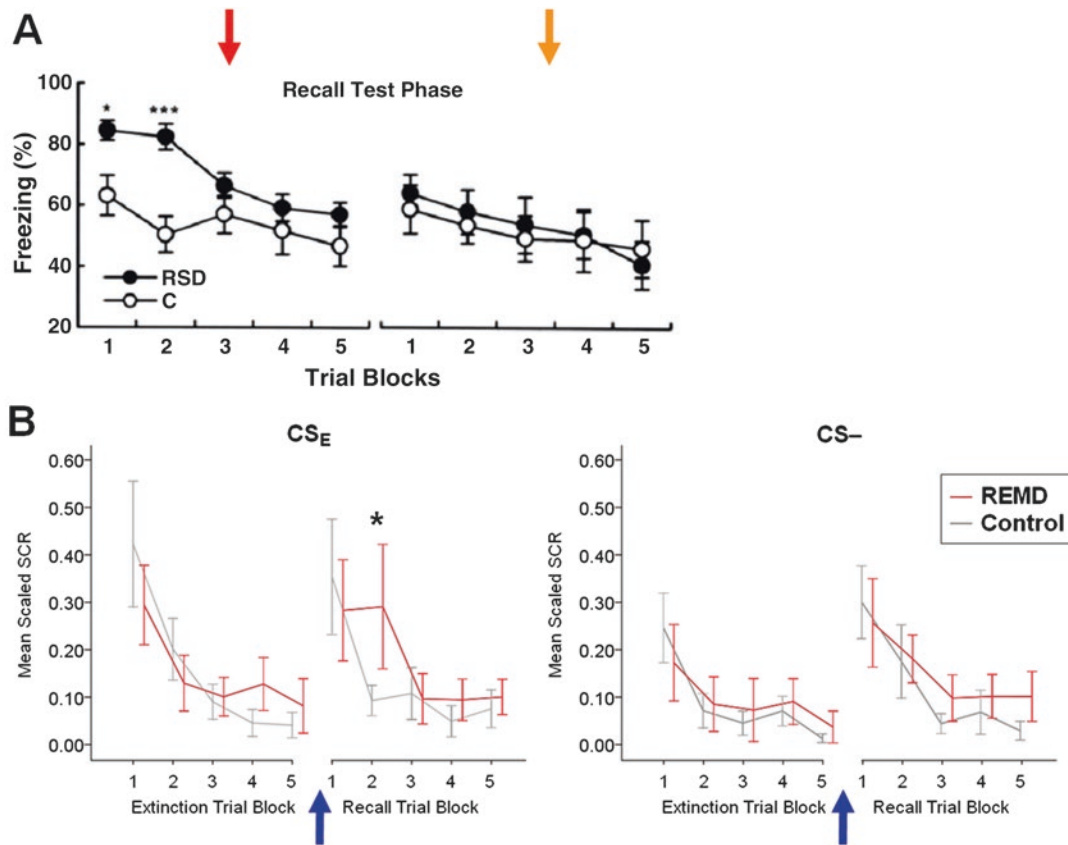 A
Recall Test Phase
* ***
Freezing (%)
100
80
60
40
20
RSD
C
1 2 3 4 5 1 2 3 4 5
Trial Blocks
B
CSE CS–
Mean Scaled SCR
0.60
0.50
0.40
0.30
0.20
0.10
0.00
*
1 2 3 4 5 1 2 3 4 5
Extinction Trial Block Recall Trial Block
Mean Scaled SCR
0.60
0.50
0.40
0.30
0.20
0.10
0.00
REMD
Control
1 2 3 4 5 1 2 3 4 5
Extinction Trial Block Recall Trial Block